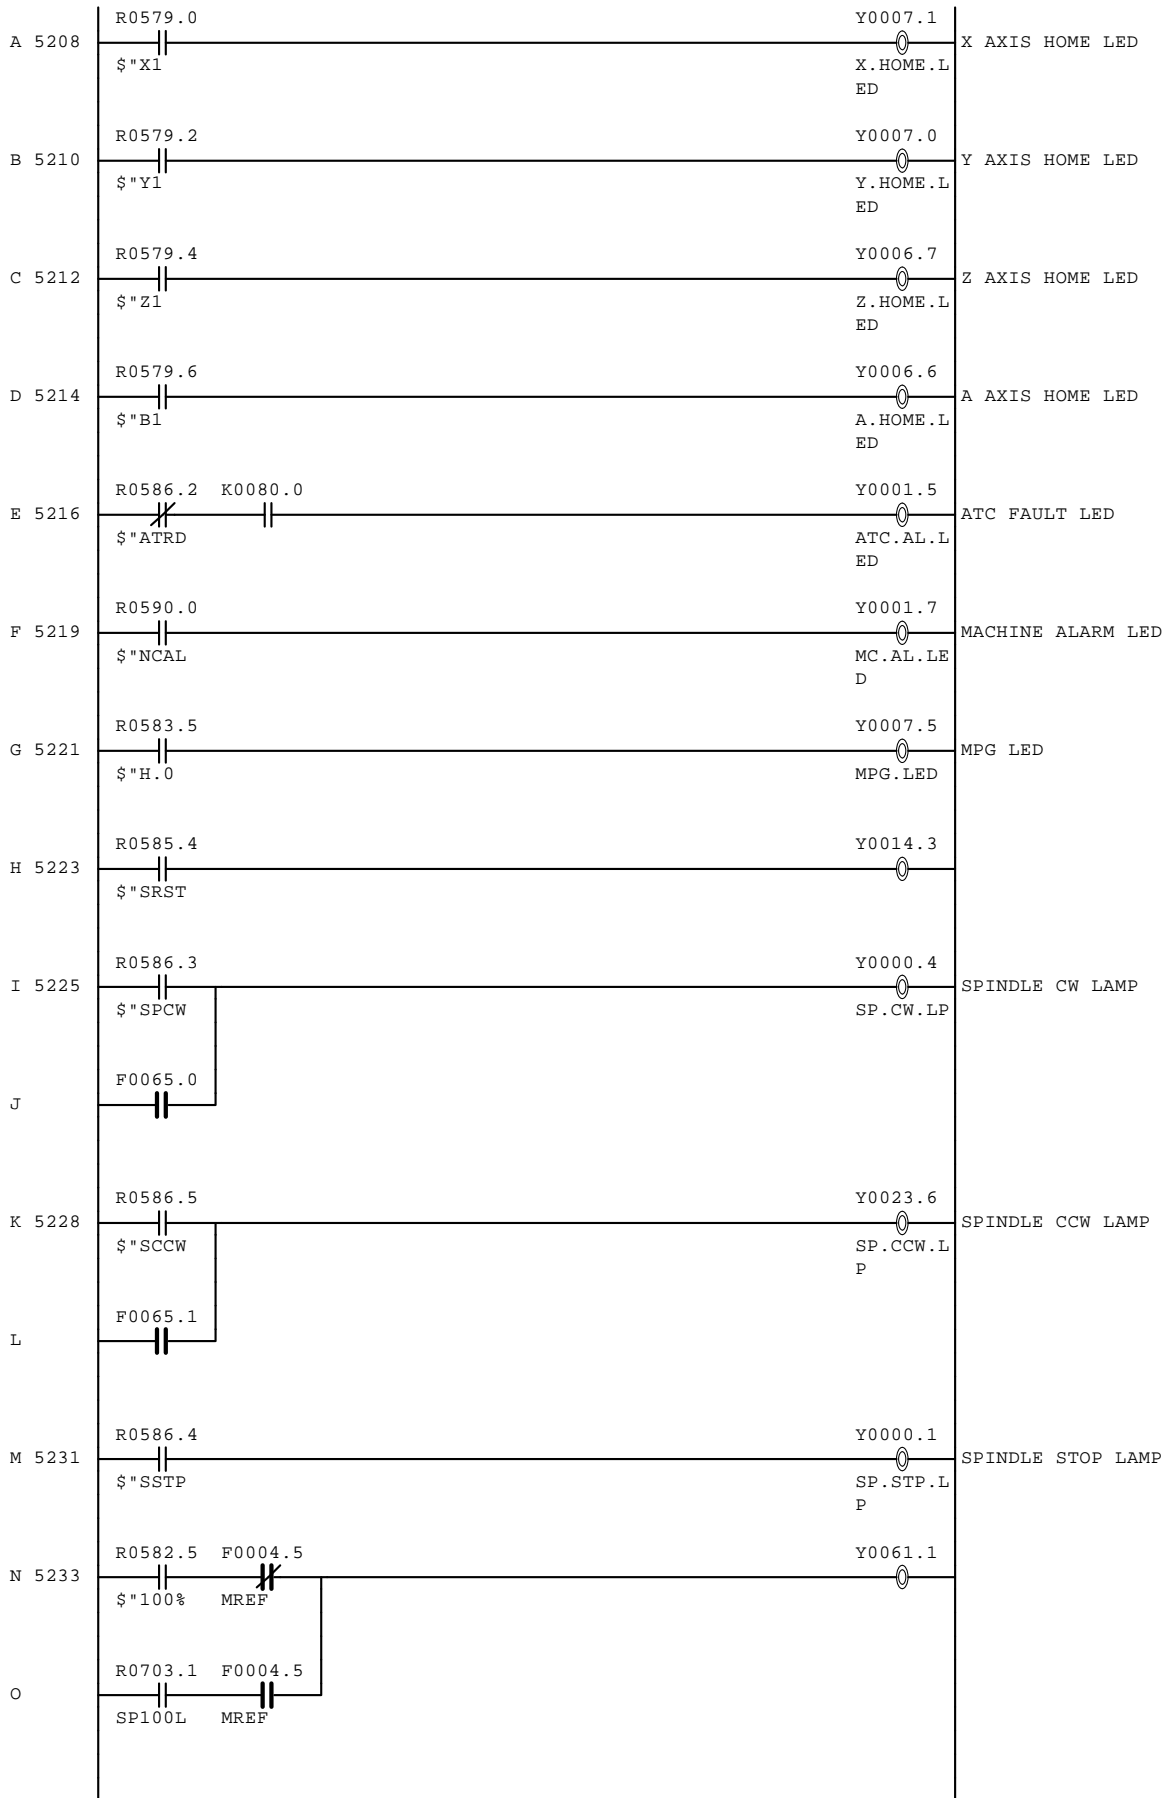 R0579.0 Y0007.1
A 5208 X AXIS HOME LED
$"X1 X.HOME.L
ED
R0579.2 Y0007.0
B 5210 Y AXIS HOME LED
$"Y1 Y.HOME.L
ED
R0579.4 Y0006.7
C 5212 Z AXIS HOME LED
$"Z1 Z.HOME.L
ED
R0579.6 Y0006.6
D 5214 A AXIS HOME LED
$"B1 A.HOME.L
ED
R0586.2 K0080.0 Y0001.5
E 5216 ATC FAULT LED
$"ATRD ATC.AL.L
ED
R0590.0 Y0001.7
F 5219 MACHINE ALARM LED
$"NCAL MC.AL.LE
D
R0583.5 Y0007.5
G 5221 MPG LED
$"H.0 MPG.LED
R0585.4 Y0014.3
H 5223
$"SRST
R0586.3 Y0000.4
I 5225 SPINDLE CW LAMP
$"SPCW SP.CW.LP
F0065.0
J
R0586.5 Y0023.6
K 5228 SPINDLE CCW LAMP
$"SCCW SP.CCW.L
P
F0065.1
L
R0586.4 Y0000.1
M 5231 SPINDLE STOP LAMP
$"SSTP SP.STP.L
P
R0582.5 F0004.5 Y0061.1
N 5233
$"100% MREF
R0703.1 F0004.5
O
SP100L MREF